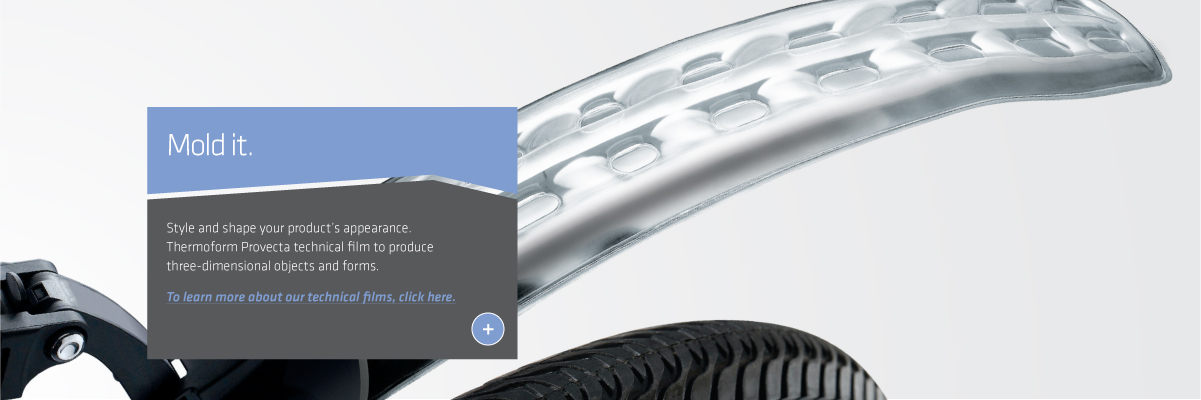 Mold it.
Style and shape your product's appearance.
Thermoform Provecta technical film to produce
three-dimensional objects and forms.
To learn more about our technical films, click here.
+